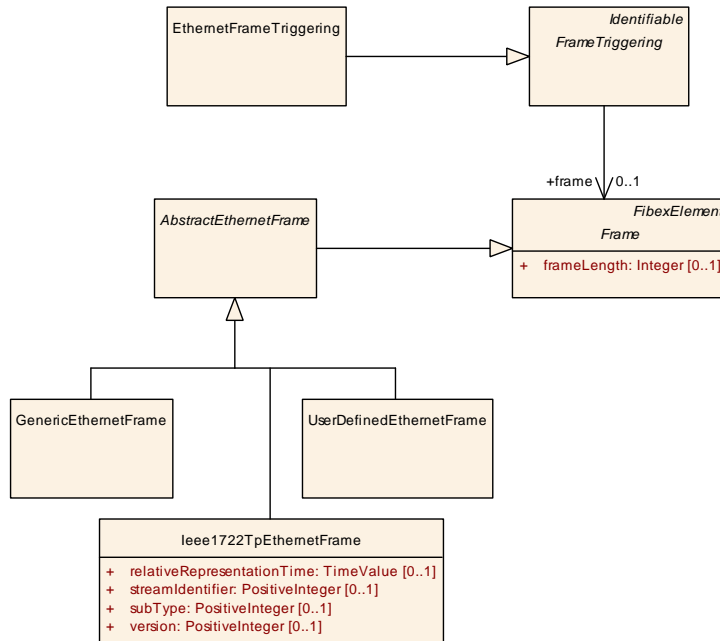 EthernetFrameTriggering
Identifiable
FrameTriggering
+frame 0..1
AbstractEthernetFrame
FibexElement
Frame
+ frameLength: Integer [0..1]
GenericEthernetFrame
UserDefinedEthernetFrame
Ieee1722TpEthernetFrame
+ relativeRepresentationTime: TimeValue [0..1]
+ streamIdentifier: PositiveInteger [0..1]
+ subType: PositiveInteger [0..1]
+ version: PositiveInteger [0..1]